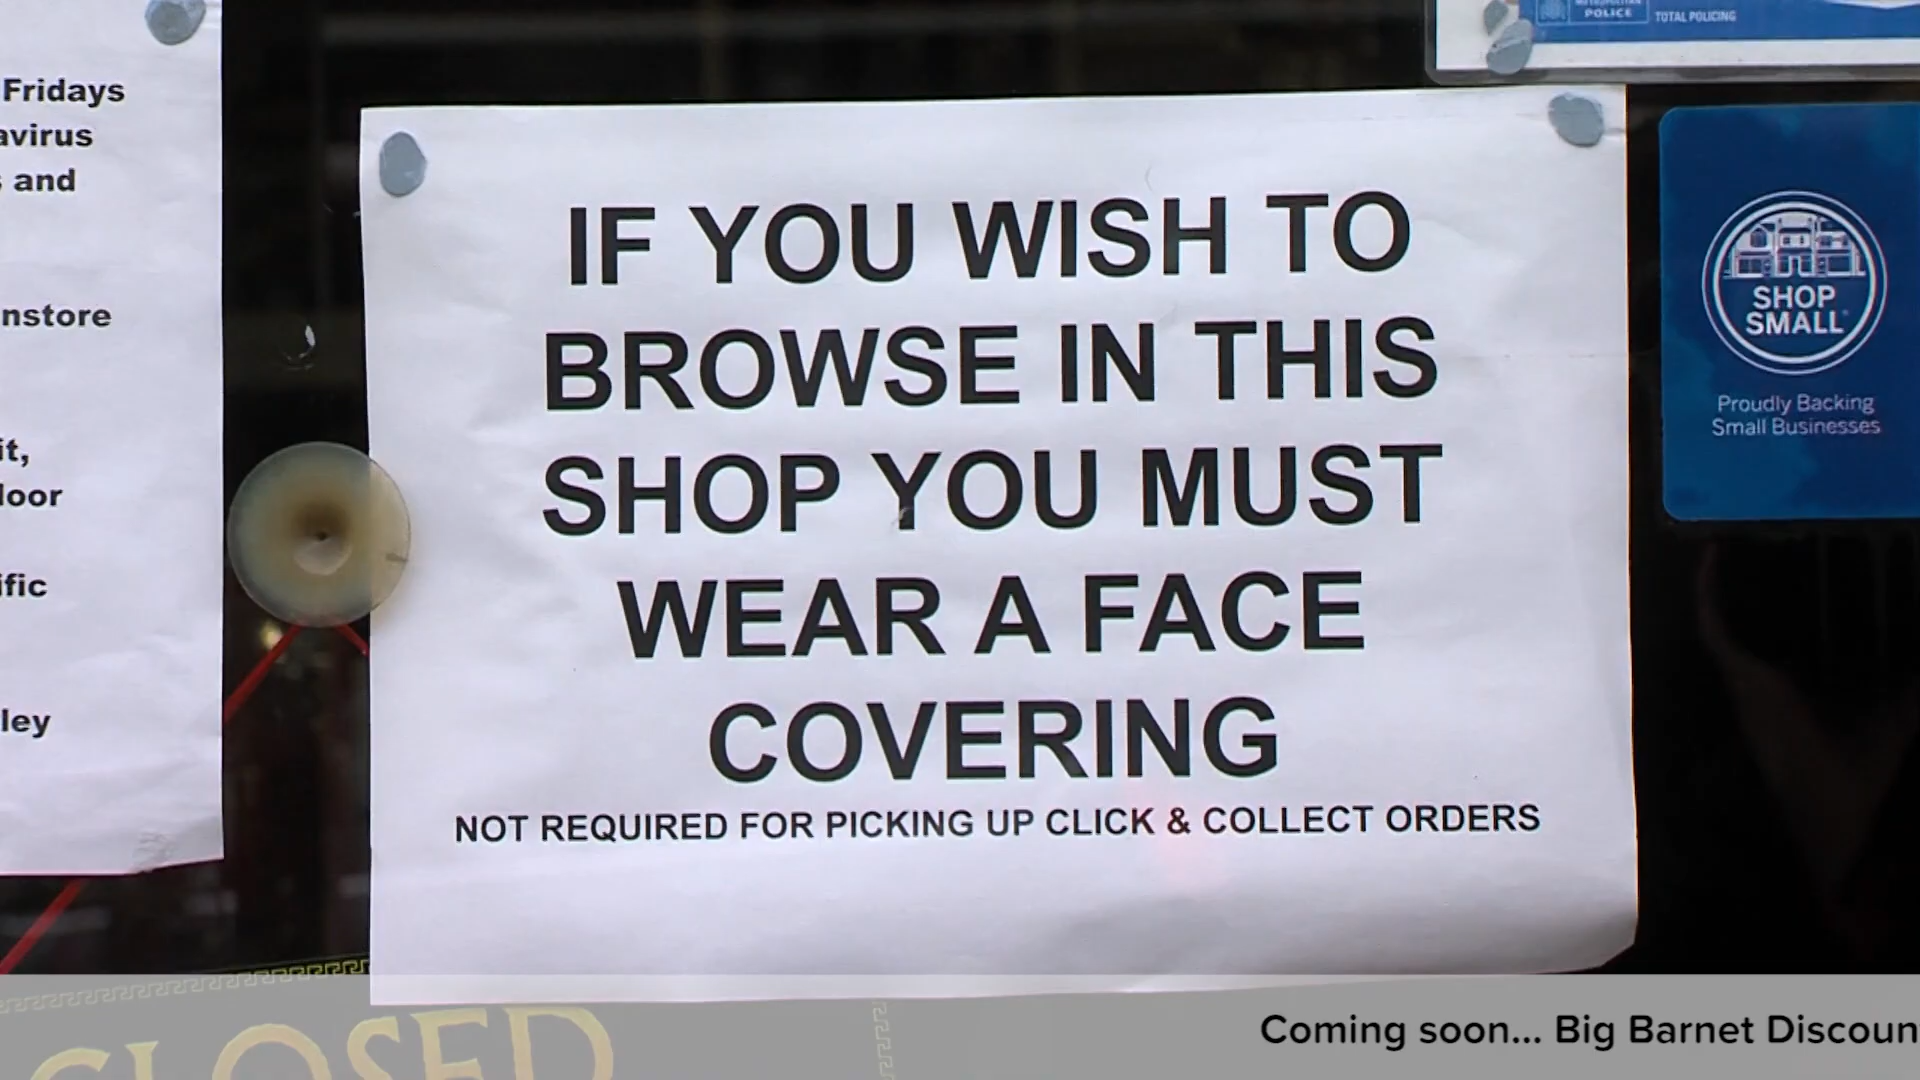 Fridays
avirus
and
nstore
it,
loor
ific
ley
IF YOU WISH TO
BROWSE IN THIS
SHOP YOU MUST
WEAR A FACE
COVERING
NOT REQUIRED FOR PICKING UP CLICK & COLLECT ORDERS
POLICE
TOTAL POLICING
SHOP
SMALL
Proudly Backing
Small Businesses
CLOSED
Coming soon... Big Barnet Discoun